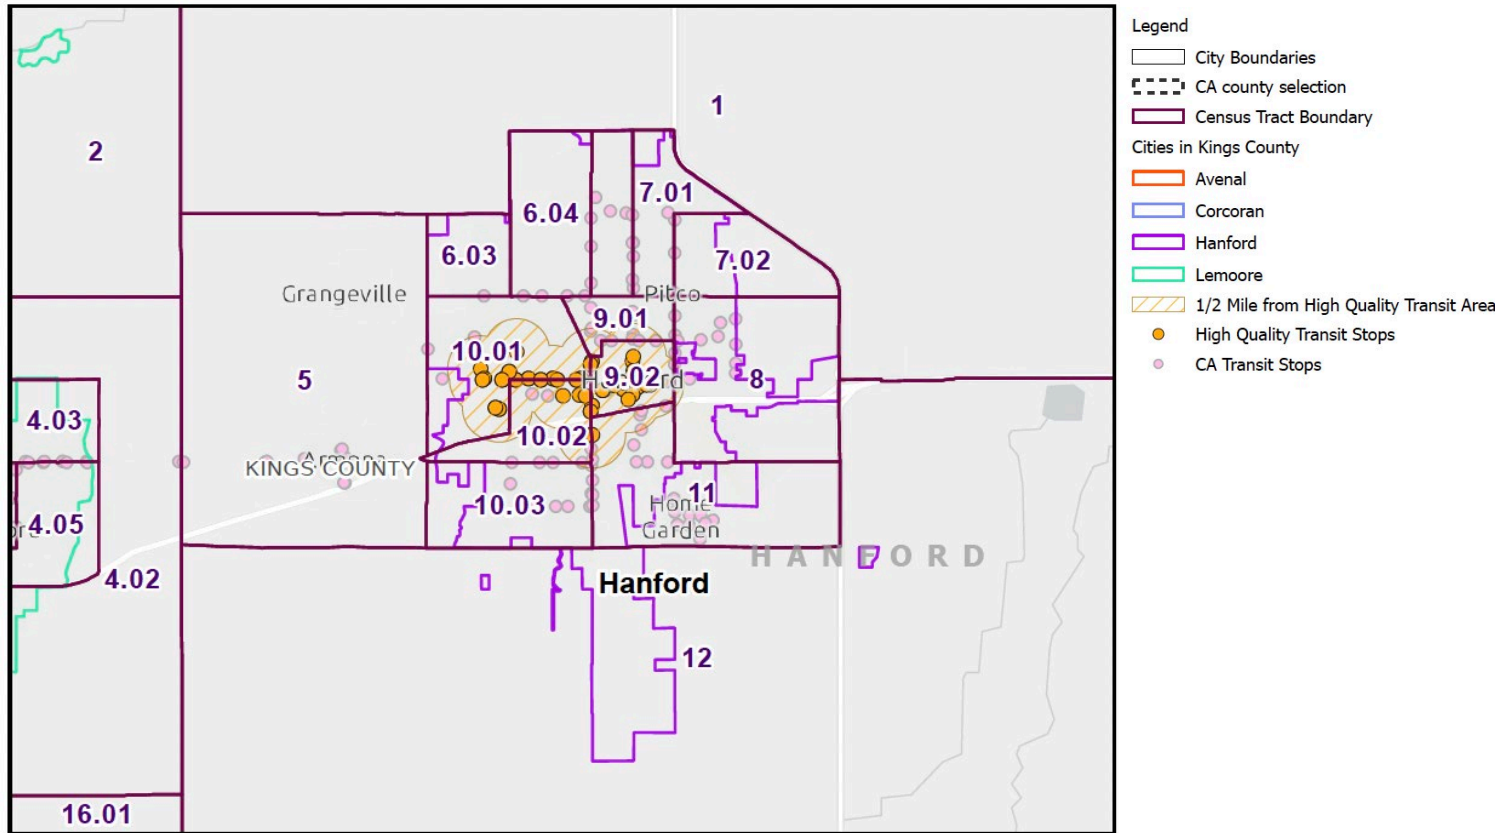 1
2
7.01
6.04
6.03
7.02
Grangeville
Pitco
9.01
10.01
5
9.02
8
4.03
10.02
KINGS COUNTY
Armona
10.03
11
Home
Garden
4.05
HANFORD
4.02
Hanford
12
16.01
Legend
City Boundaries
CA county selection
Census Tract Boundary
Cities in Kings County
Avenal
Corcoran
Hanford
Lemoore
1/2 Mile from High Quality Transit Area
High Quality Transit Stops
CA Transit Stops